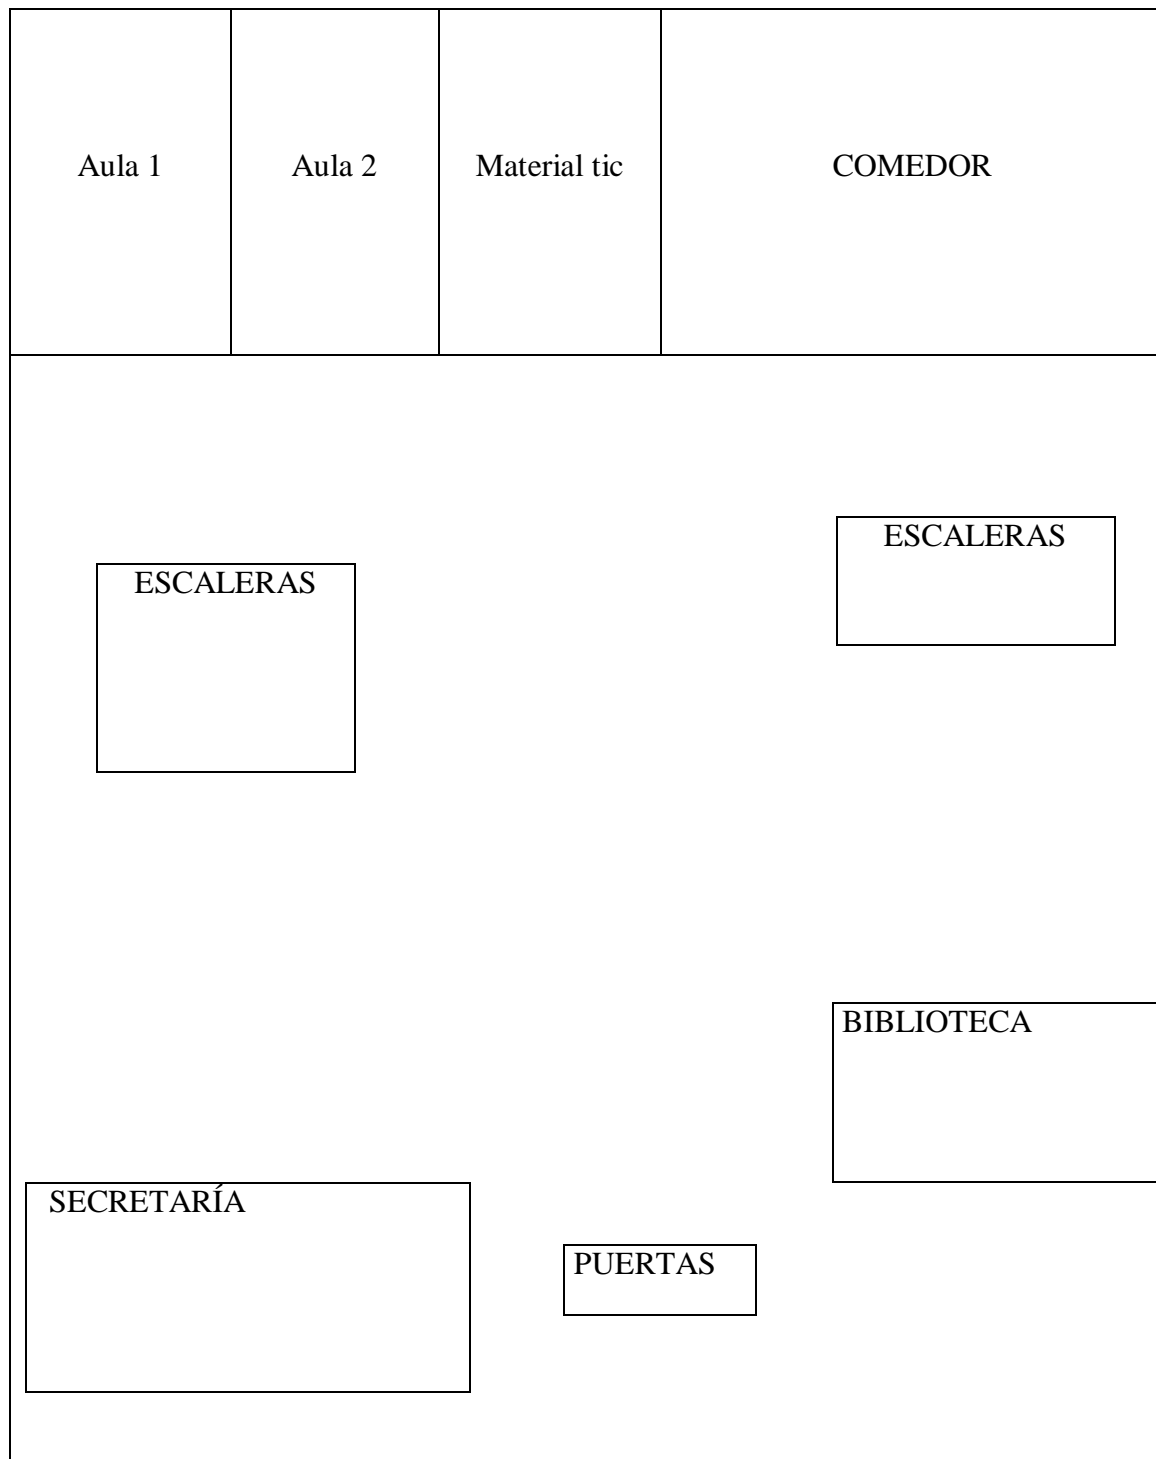 Aula 1
Aula 2
Material tic
COMEDOR
ESCALERAS
ESCALERAS
BIBLIOTECA
SECRETARÍA
PUERTAS